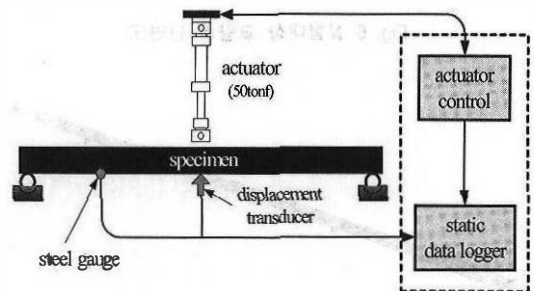 actuator
(50tonf)
actuator
control
specimen
displacement
transducer
static
data logger
steel gauge